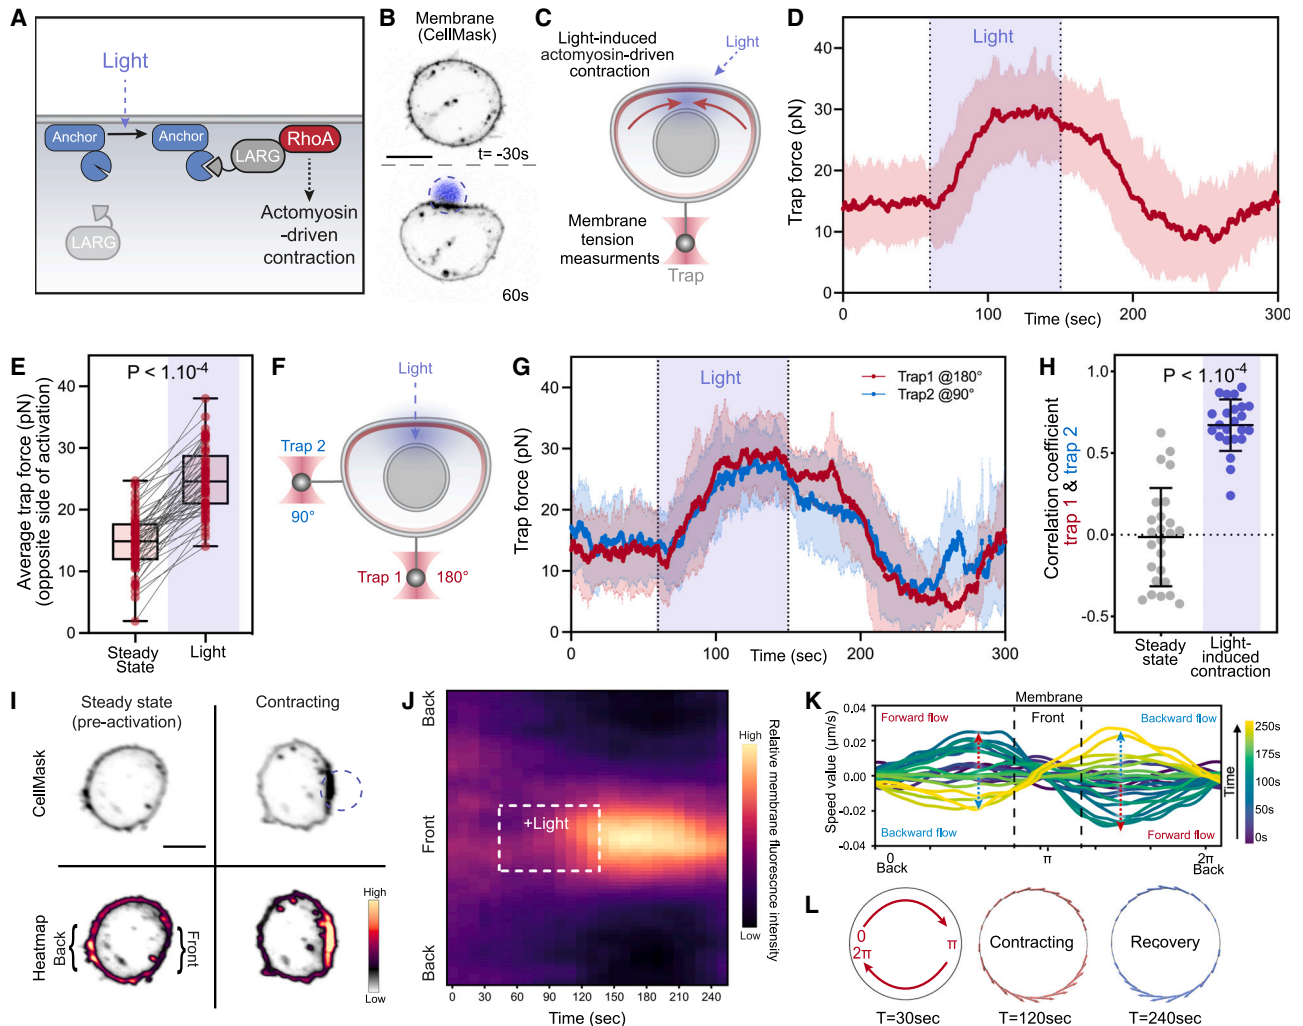 A
Light
Anchor
Anchor
LARG
RhoA
LARG
Actomyosin
-driven
contraction
B
Membrane
(CellMask)
t= -30s
60s
C
Light-induced
actomyosin-driven
contraction
Light
Membrane
tension
measurments
Trap
D
Light
Trap force (pN)
40
30
20
10
0
0
100
200
300
Time (sec)
E
P < 1.10-4
Average trap force (pN)
(opposite side of activation)
40
30
20
10
0
Steady
State
Light
F
Light
Trap 2
90°
Trap 1
180°
G
Light
Trap1 @180°
Trap2 @90°
Trap force (pN)
40
30
20
10
0
0
100
200
300
Time (sec)
H
P < 1.10-4
Correlation coefficient
trap 1 & trap 2
1.0
0.5
0.0
-0.5
Steady
state
Light-
induced
contraction
I
Steady state
(pre-activation)
Contracting
CellMask
Heatmap
Back
Front
High
Low
J
Back
Front
Back
+Light
0
30
60
90
120
150
180
210
240
Time (sec)
High
Low
Relative membrane fluorescnce intensity
K
Membrane
Front
Forward flow
Backward flow
Backward flow
Forward flow
Speed value (µm/s)
0.04
0.02
0.00
-0.02
-0.04
0
Back
π
2π
Back
Time
250s
175s
100s
50s
0s
L
0
2π
π
T=30sec
Contracting
T=120sec
Recovery
T=240sec